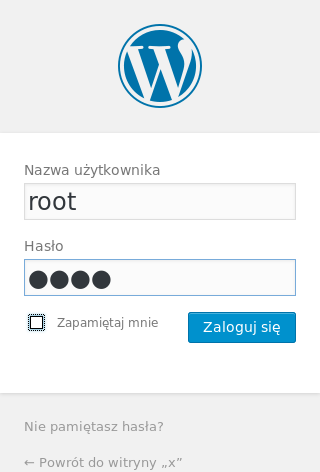 Nazwa użytkownika
root
Hasło
●●●●
Zapamiętaj mnie
Zaloguj się
Nie pamiętasz hasła?
← Powrót do witryny „x”